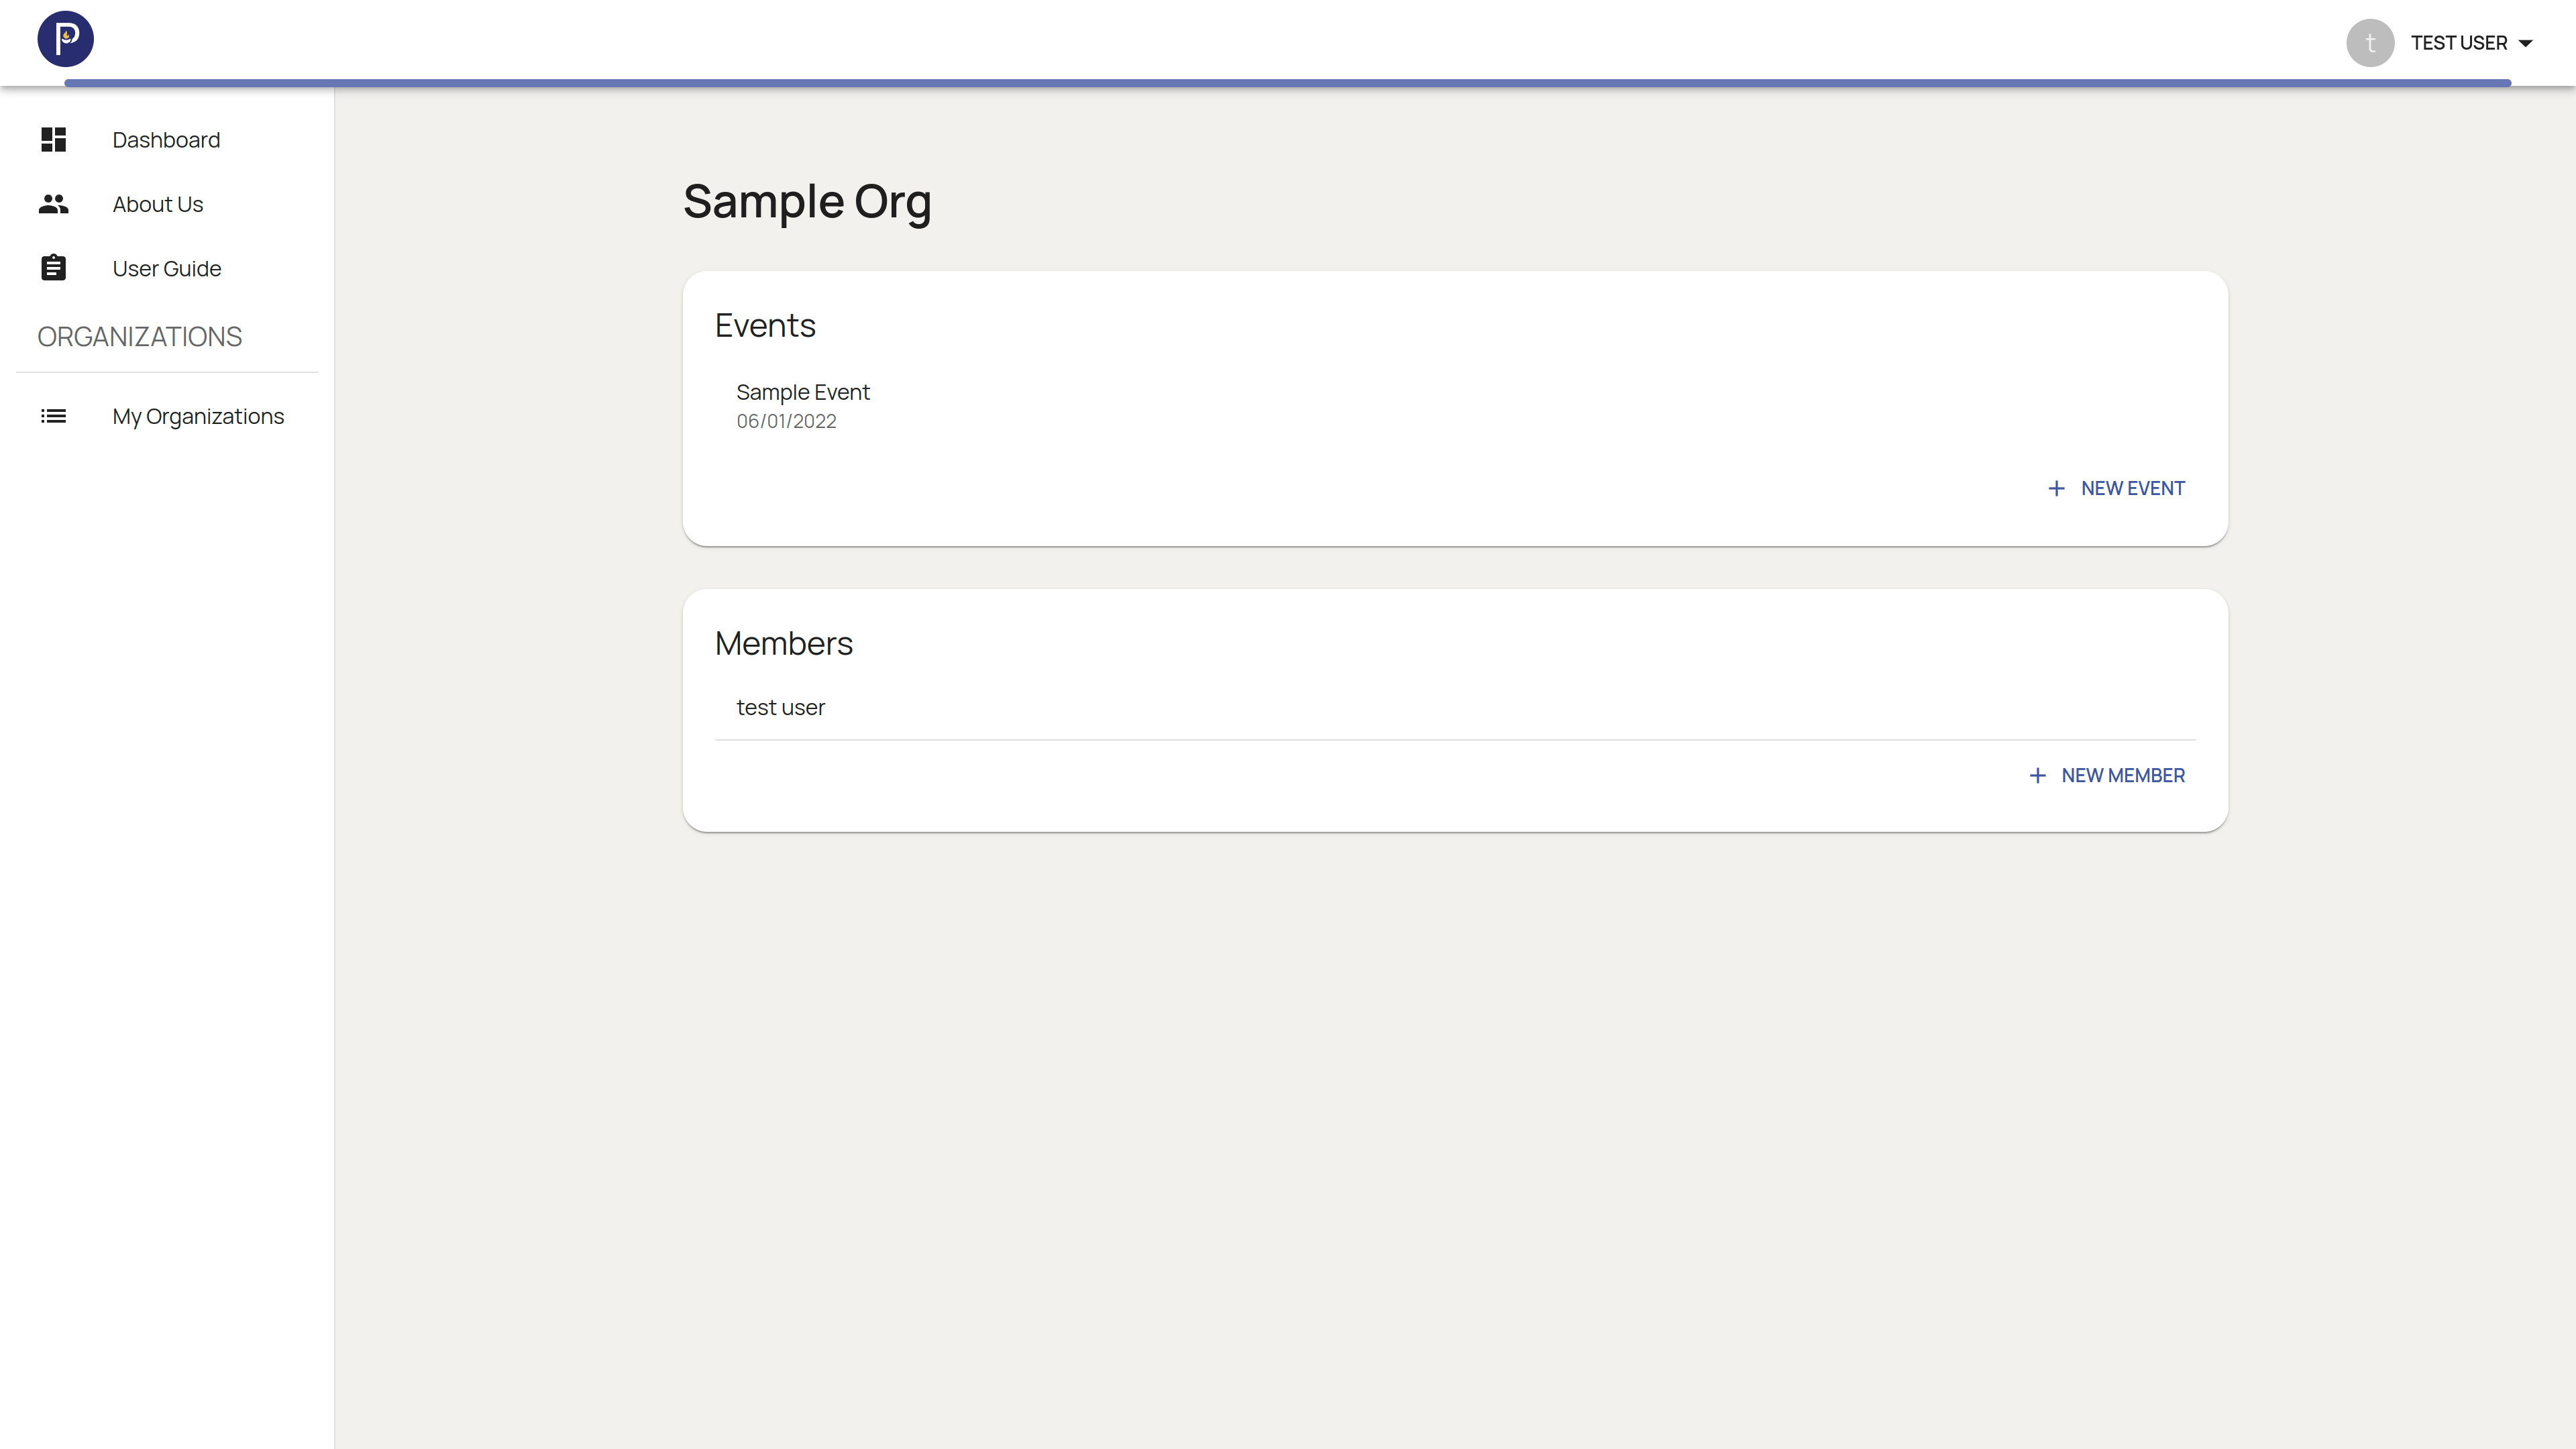 P
t
TEST USER
Dashboard
About Us
User Guide
ORGANIZATIONS
My Organizations
Sample Org
Events
Sample Event
06/01/2022
+ NEW EVENT
Members
test user
+ NEW MEMBER